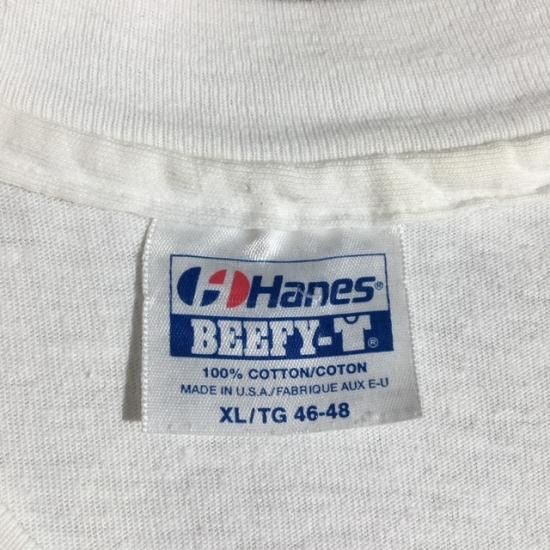 Hanes®
BEEFY-T®
100% COTTON/COTON
MADE IN U.S.A./FABRIQUE AUX E-U
XL/TG 46-48